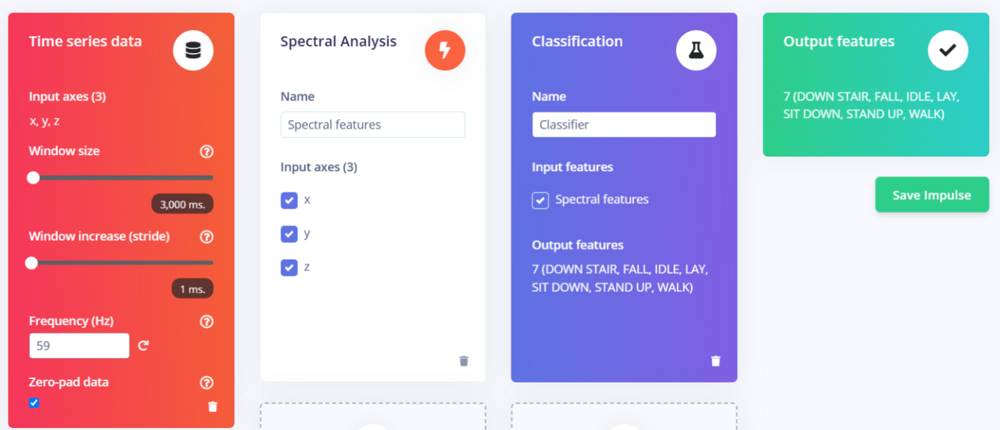 Time series data
Input axes (3)
x, y, z
Window size
3,000 ms.
Window increase (stride)
1 ms.
Frequency (Hz)
59
Zero-pad data
Spectral Analysis
Name
Spectral features
Input axes (3)
x
y
z
Classification
Name
Classifier
Input features
Spectral features
Output features
7 (DOWN STAIR, FALL, IDLE, LAY,
SIT DOWN, STAND UP, WALK)
Output features
7 (DOWN STAIR, FALL, IDLE, LAY,
SIT DOWN, STAND UP, WALK)
Save Impulse